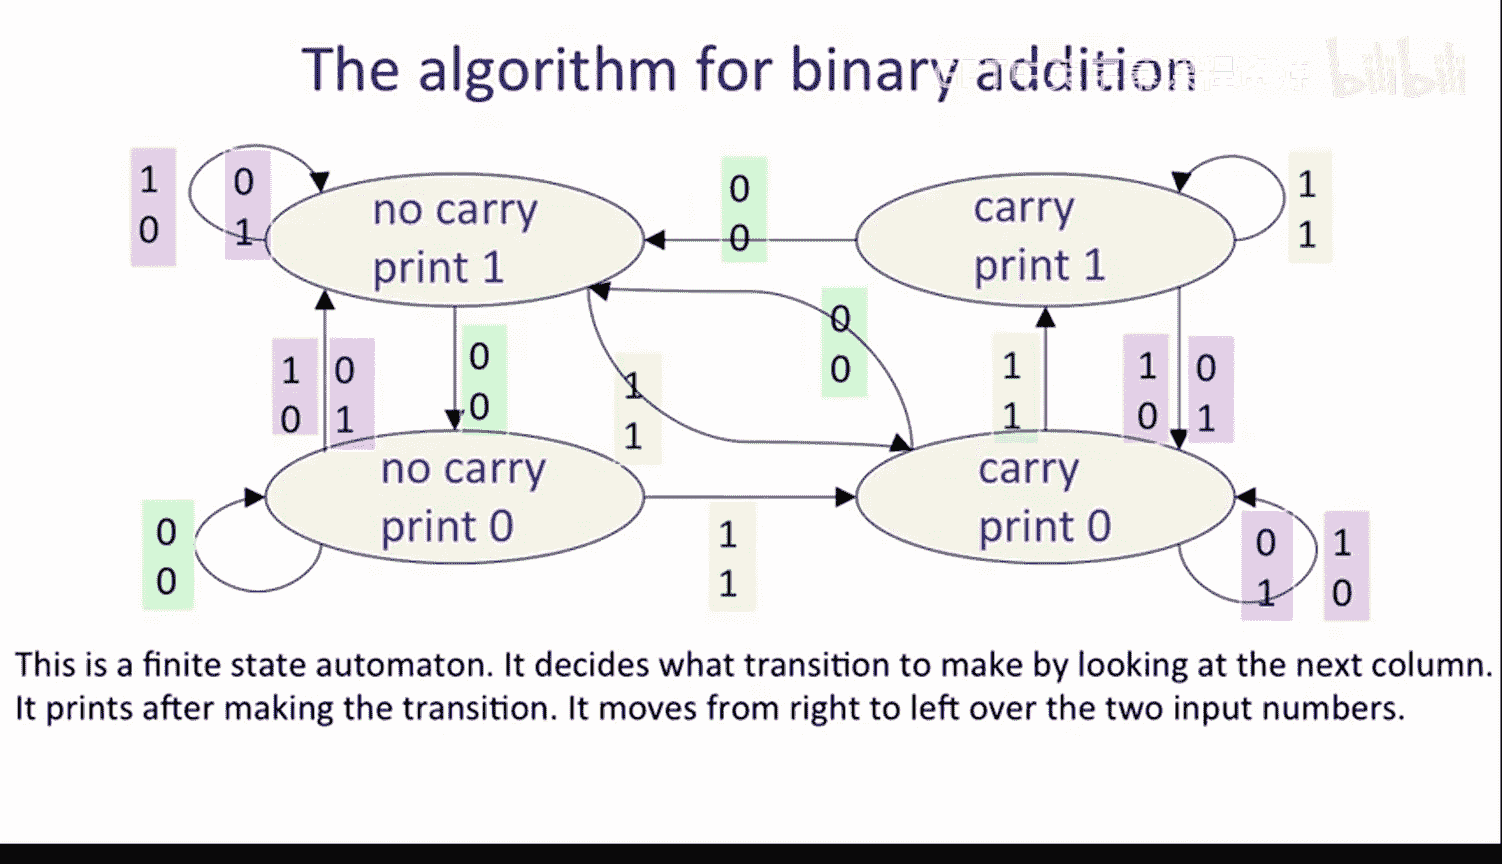 The algorithm for binary addition
bilibili
1
0
0
1
no carry
print 1
0
0
carry
print 1
1
1
1
0
0
1
0
0
1
1
0
0
1
1
1
0
0
1
no carry
print 0
carry
print 0
0
0
1
1
0
1
1
0
This is a finite state automaton. It decides what transition to make by looking at the next column.
It prints after making the transition. It moves from right to left over the two input numbers.